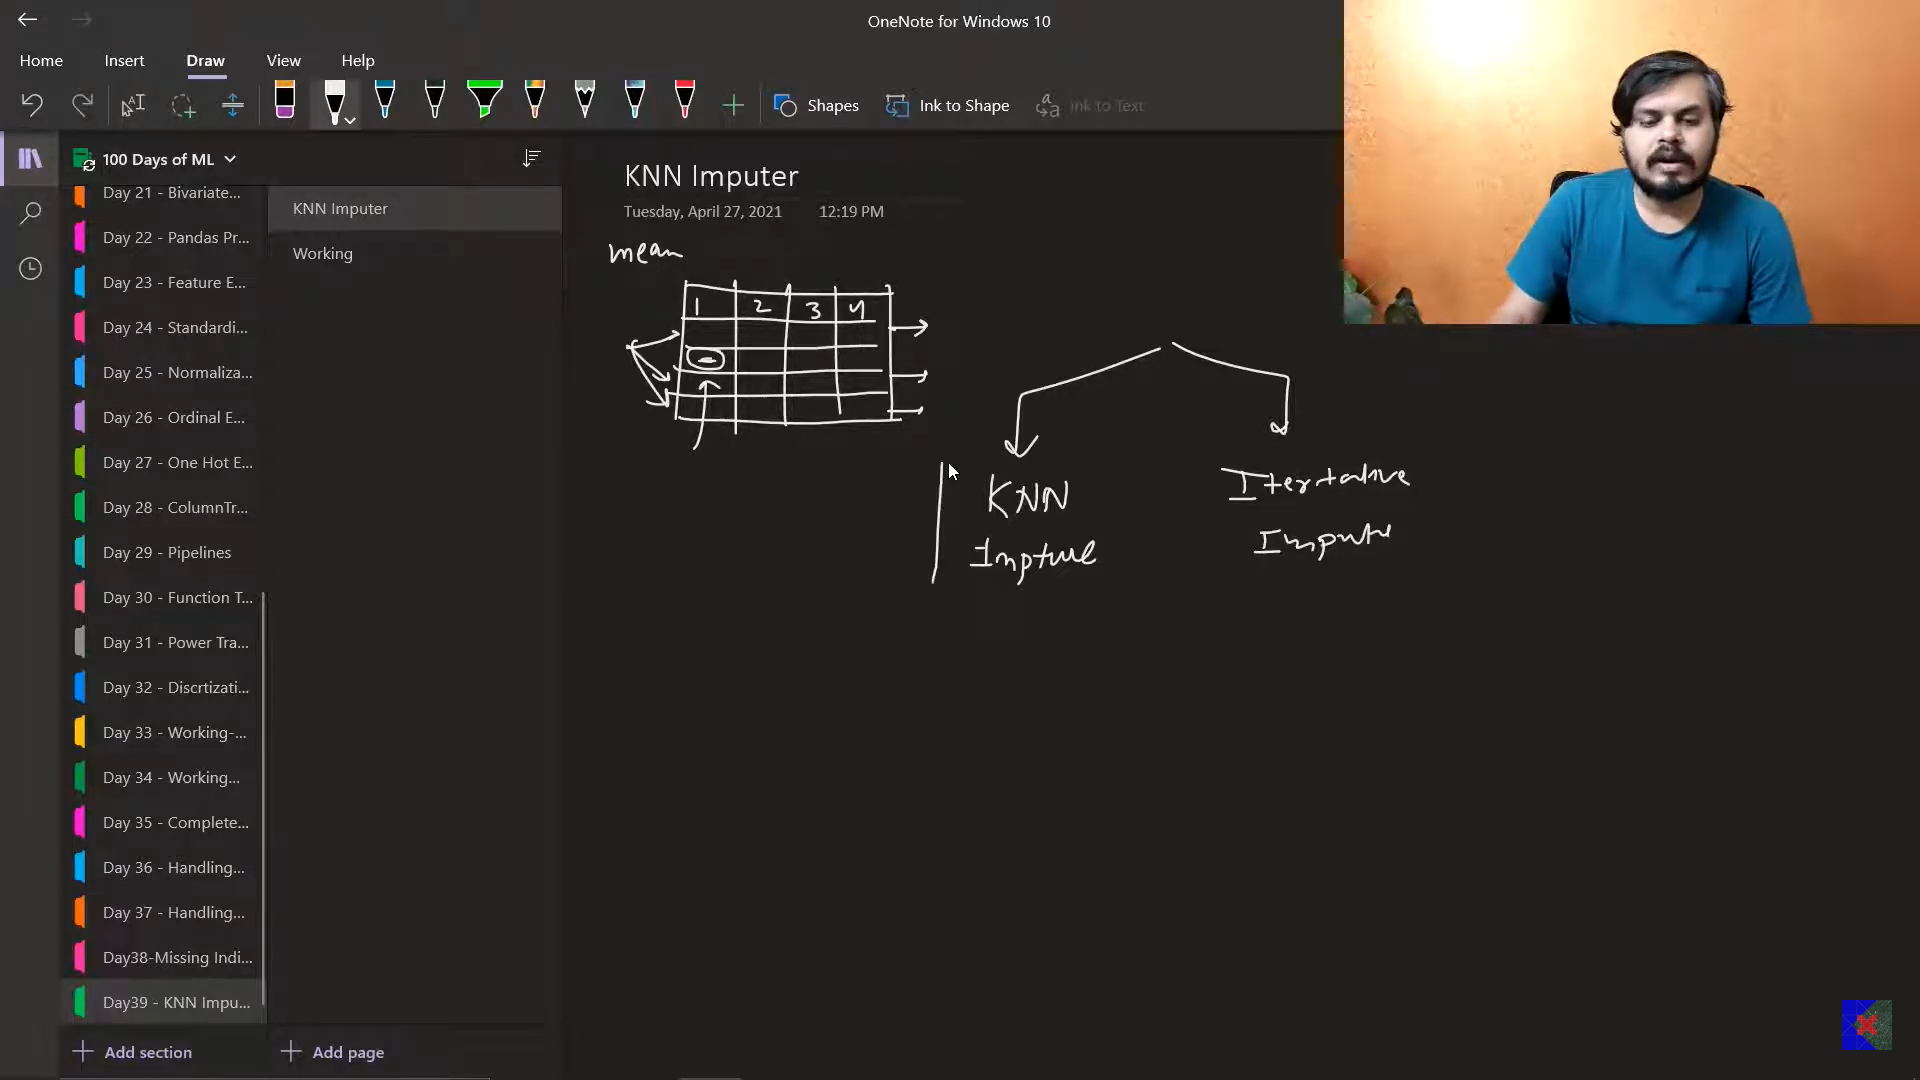 OneNote for Windows 10
Home Insert Draw View Help
Shapes Ink to Shape Ink to Text
100 Days of ML
Day 21 - Bivariate...
Day 22 - Pandas Pr...
Day 23 - Feature E...
Day 24 - Standardi...
Day 25 - Normaliza...
Day 26 - Ordinal E...
Day 27 - One Hot E...
Day 28 - ColumnTr...
Day 29 - Pipelines
Day 30 - Function T...
Day 31 - Power Tra...
Day 32 - Discrtizati...
Day 33 - Working-...
Day 34 - Working...
Day 35 - Complete...
Day 36 - Handling...
Day 37 - Handling...
Day38-Missing Indi...
Day39 - KNN Impu...
Add section
KNN Imputer
Working
Add page
KNN Imputer
Tuesday, April 27, 2021 12:19 PM
mean
1 2 3 4
KNN
Iterative